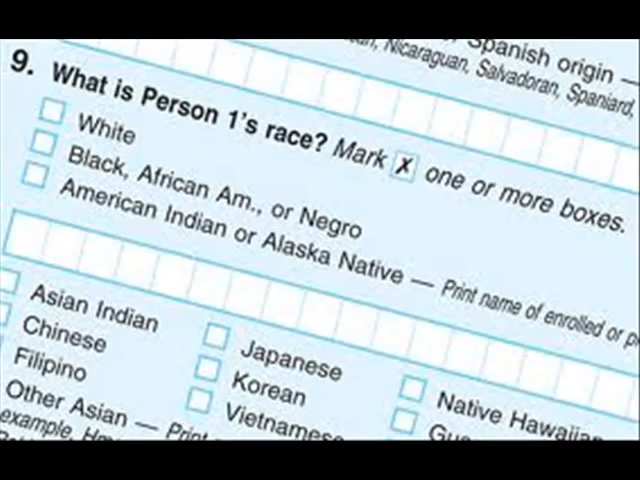 Spanish origin —
Nicaraguan, Salvadoran, Spaniard,
9. What is Person 1's race? Mark X one or more boxes.
White
Black, African Am., or Negro
American Indian or Alaska Native — Print name of enrolled or
Asian Indian
Chinese
Filipino
Other Asian — Print
example,
Japanese
Korean
Vietnamese
Native Hawaiian